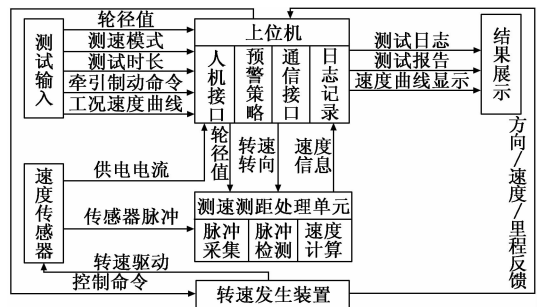 轮径值
测速模式
测试时长
牵引制动命令
工况速度曲线
测试输入
上位机
人机接口
预警策略
通信接口
日志记录
测试日志
测试报告
速度曲线显示
结果展示
轮径值
转速
转向
速度
信息
供电电流
速度传感器
传感器脉冲
测速测距处理单元
脉冲采集
脉冲检测
速度计算
方向/速度/里程反馈
转速驱动
控制命令
转速发生装置